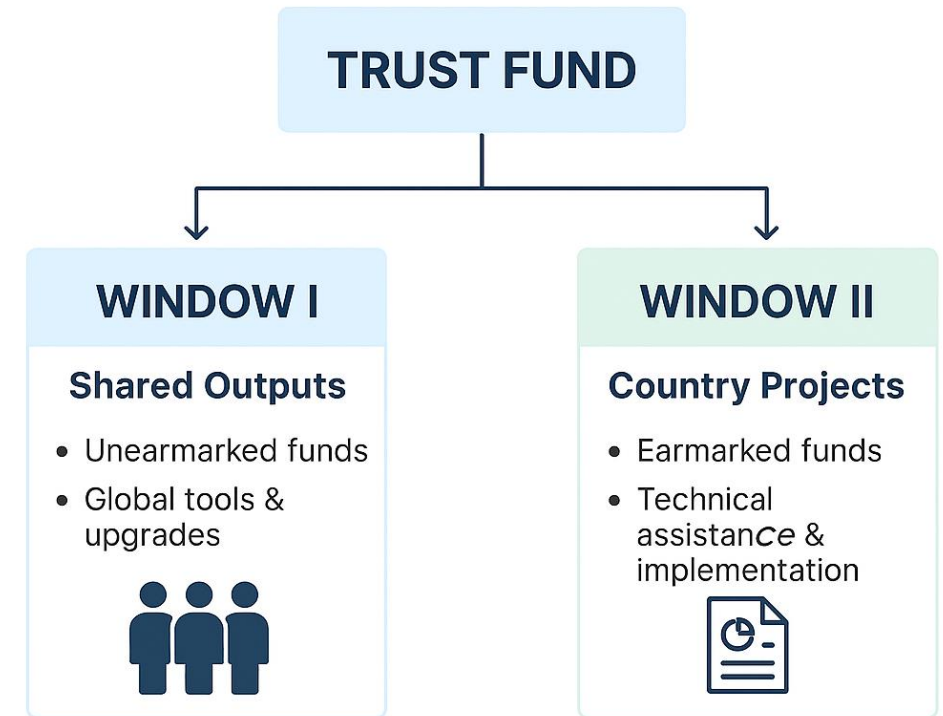 TRUST FUND
WINDOW I
Shared Outputs
• Unearmarked funds
• Global tools &
upgrades
WINDOW II
Country Projects
• Earmarked funds
• Technical
assistance &
implementation